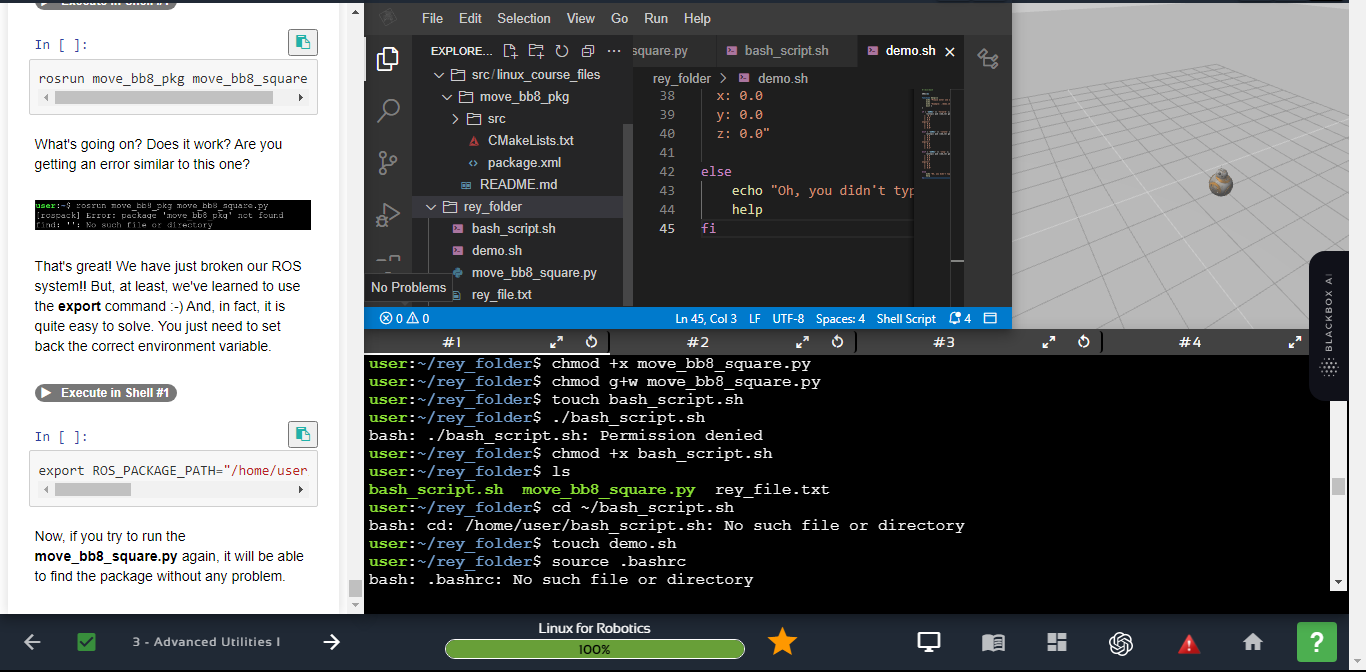 Execute in Shell #1
In [ ]:
rosrun move_bb8_pkg move_bb8_square
What's going on? Does it work? Are you
getting an error similar to this one?
user:~$ rosrun move_bb8_pkg move_bb8_square.py
[rospack] Error: package 'move_bb8_pkg' not found
find: '': No such file or directory
That's great! We have just broken our ROS
system!! But, at least, we've learned to use
the export command :-) And, in fact, it is
quite easy to solve. You just need to set
back the correct environment variable.
Execute in Shell #1
In [ ]:
export ROS_PACKAGE_PATH="/home/user
Now, if you try to run the
move_bb8_square.py again, it will be able
to find the package without any problem.
File Edit Selection View Go Run Help
EXPLORE...
src/linux_course_files
move_bb8_pkg
src
CMakeLists.txt
package.xml
README.md
rey_folder
bash_script.sh
demo.sh
move_bb8_square.py
rey_file.txt
No Problems
square.py bash_script.sh demo.sh
rey_folder > demo.sh
38 x: 0.0
39 y: 0.0
40 z: 0.0"
41
42 else
43 echo "Oh, you didn't typ
44 help
45 fi
0 0 Ln 45, Col 3 LF UTF-8 Spaces: 4 Shell Script 4
#1 #2 #3 #4
user:~/rey_folder$ chmod +x move_bb8_square.py
user:~/rey_folder$ chmod g+w move_bb8_square.py
user:~/rey_folder$ touch bash_script.sh
user:~/rey_folder$ ./bash_script.sh
bash: ./bash_script.sh: Permission denied
user:~/rey_folder$ chmod +x bash_script.sh
user:~/rey_folder$ ls
bash_script.sh move_bb8_square.py rey_file.txt
user:~/rey_folder$ cd ~/bash_script.sh
bash: cd: /home/user/bash_script.sh: No such file or directory
user:~/rey_folder$ touch demo.sh
user:~/rey_folder$ source .bashrc
bash: .bashrc: No such file or directory
BLACKBOX AI
3 - Advanced Utilities I
Linux for Robotics
100%
?